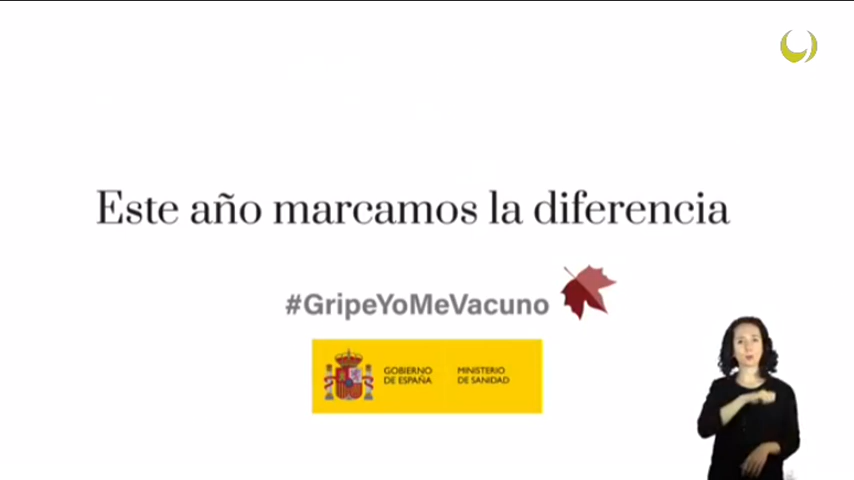 Este año marcamos la diferencia
#GripeYoMeVacuno
GOBIERNO
DE ESPAÑA
MINISTERIO
DE SANIDAD